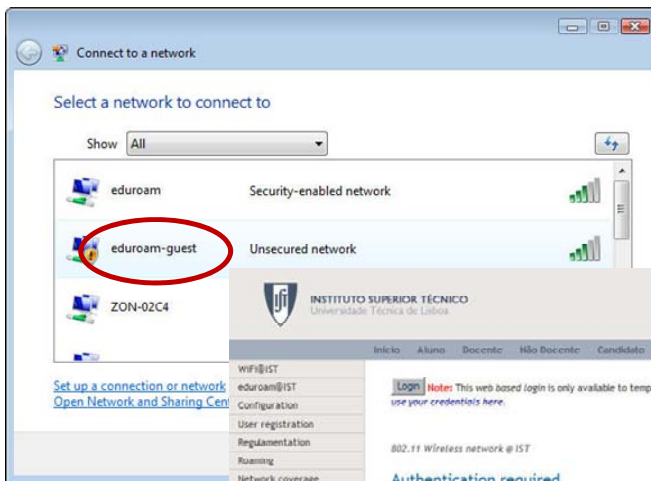 Connect to a network
Select a network to connect to
Show All
eduroam Security-enabled network
eduroam-guest Unsecured network
ZON-02C4
Set up a connection or network
Open Network and Sharing Cen
INSTITUTO SUPERIOR TÉCNICO
Universidade Técnica de Lisboa
Início Aluno Docente Não Docente Candidato
WiFi@IST
eduroam@IST
Configuration
User registration
Regulamentation
Roaming
Network coverage
Login Note: This web based login is only available to temp
use your credentials here.
802.11 Wireless network @ IST
Authentication required